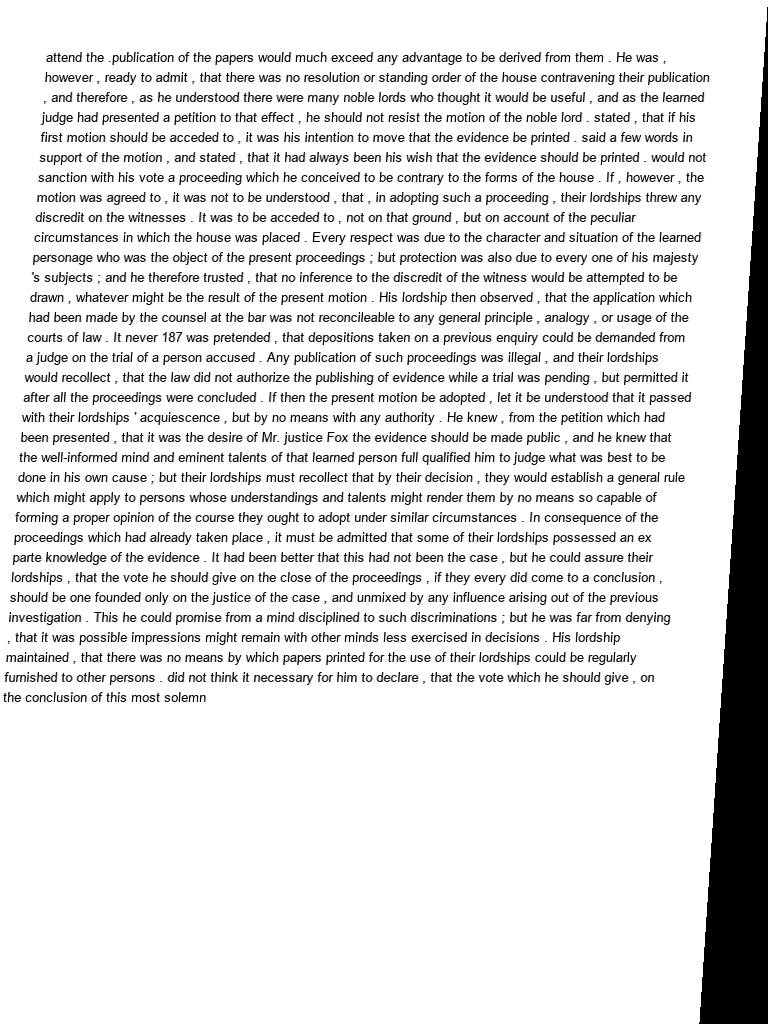 attend the .publication of the papers would much exceed any advantage to be derived from them . He was ,
however , ready to admit , that there was no resolution or standing order of the house contravening their publication
, and therefore , as he understood there were many noble lords who thought it would be useful , and as the learned
judge had presented a petition to that effect , he should not resist the motion of the noble lord . stated , that if his
first motion should be acceded to , it was his intention to move that the evidence be printed . said a few words in
support of the motion , and stated , that it had always been his wish that the evidence should be printed . would not
sanction with his vote a proceeding which he conceived to be contrary to the forms of the house . If , however , the
motion was agreed to , it was not to be understood , that , in adopting such a proceeding , their lordships threw any
discredit on the witnesses . It was to be acceded to , not on that ground , but on account of the peculiar
circumstances in which the house was placed . Every respect was due to the character and situation of the learned
personage who was the object of the present proceedings ; but protection was also due to every one of his majesty
's subjects ; and he therefore trusted , that no inference to the discredit of the witness would be attempted to be
drawn , whatever might be the result of the present motion . His lordship then observed , that the application which
had been made by the counsel at the bar was not reconcileable to any general principle , analogy , or usage of the
courts of law . It never 187 was pretended , that depositions taken on a previous enquiry could be demanded from
a judge on the trial of a person accused . Any publication of such proceedings was illegal , and their lordships
would recollect , that the law did not authorize the publishing of evidence while a trial was pending , but permitted it
after all the proceedings were concluded . If then the present motion be adopted , let it be understood that it passed
with their lordships ' acquiescence , but by no means with any authority . He knew , from the petition which had
been presented , that it was the desire of Mr. justice Fox the evidence should be made public , and he knew that
the well-informed mind and eminent talents of that learned person full qualified him to judge what was best to be
done in his own cause ; but their lordships must recollect that by their decision , they would establish a general rule
which might apply to persons whose understandings and talents might render them by no means so capable of
forming a proper opinion of the course they ought to adopt under similar circumstances . In consequence of the
proceedings which had already taken place , it must be admitted that some of their lordships possessed an ex
parte knowledge of the evidence . It had been better that this had not been the case , but he could assure their
lordships , that the vote he should give on the close of the proceedings , if they every did come to a conclusion ,
should be one founded only on the justice of the case , and unmixed by any influence arising out of the previous
investigation . This he could promise from a mind disciplined to such discriminations ; but he was far from denying
, that it was possible impressions might remain with other minds less exercised in decisions . His lordship
maintained , that there was no means by which papers printed for the use of their lordships could be regularly
furnished to other persons . did not think it necessary for him to declare , that the vote which he should give , on
the conclusion of this most solemn